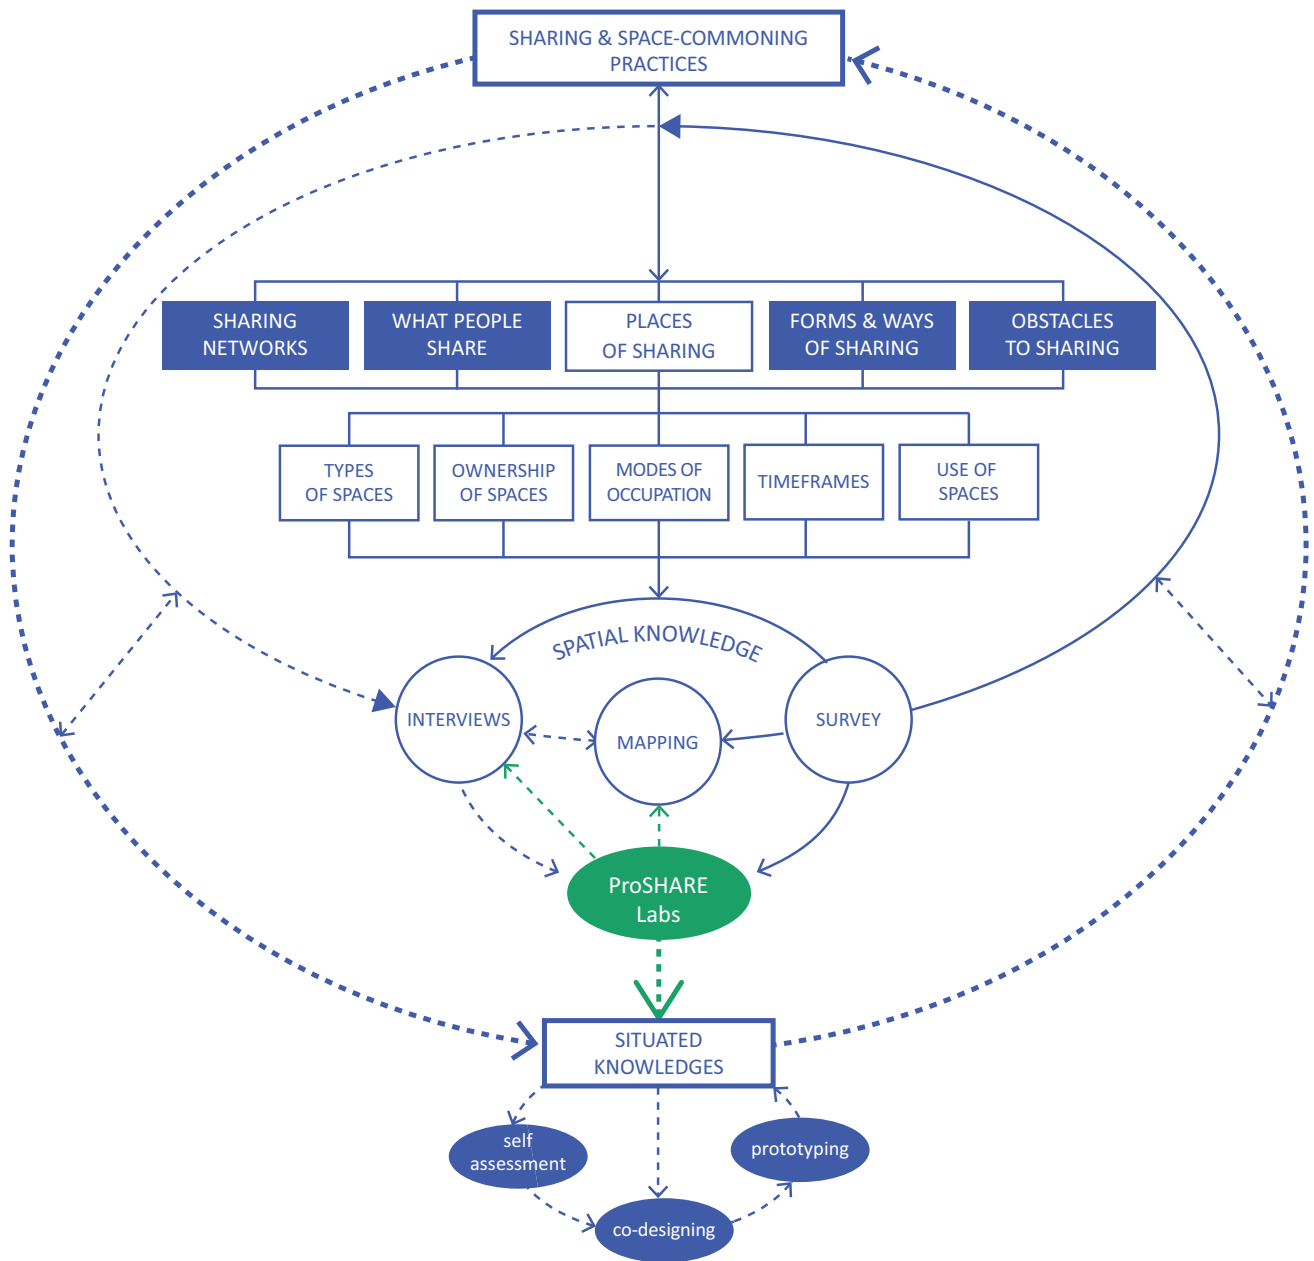 SHARING & SPACE-COMMONING
PRACTICES
SHARING
NETWORKS
WHAT PEOPLE
SHARE
PLACES
OF SHARING
FORMS & WAYS
OF SHARING
OBSTACLES
TO SHARING
TYPES
OF SPACES
OWNERSHIP
OF SPACES
MODES OF
OCCUPATION
TIMEFRAMES
USE OF
SPACES
SPATIAL KNOWLEDGE
INTERVIEWS
MAPPING
SURVEY
ProSHARE
Labs
SITUATED
KNOWLEDGES
self
assessment
prototyping
co-designing